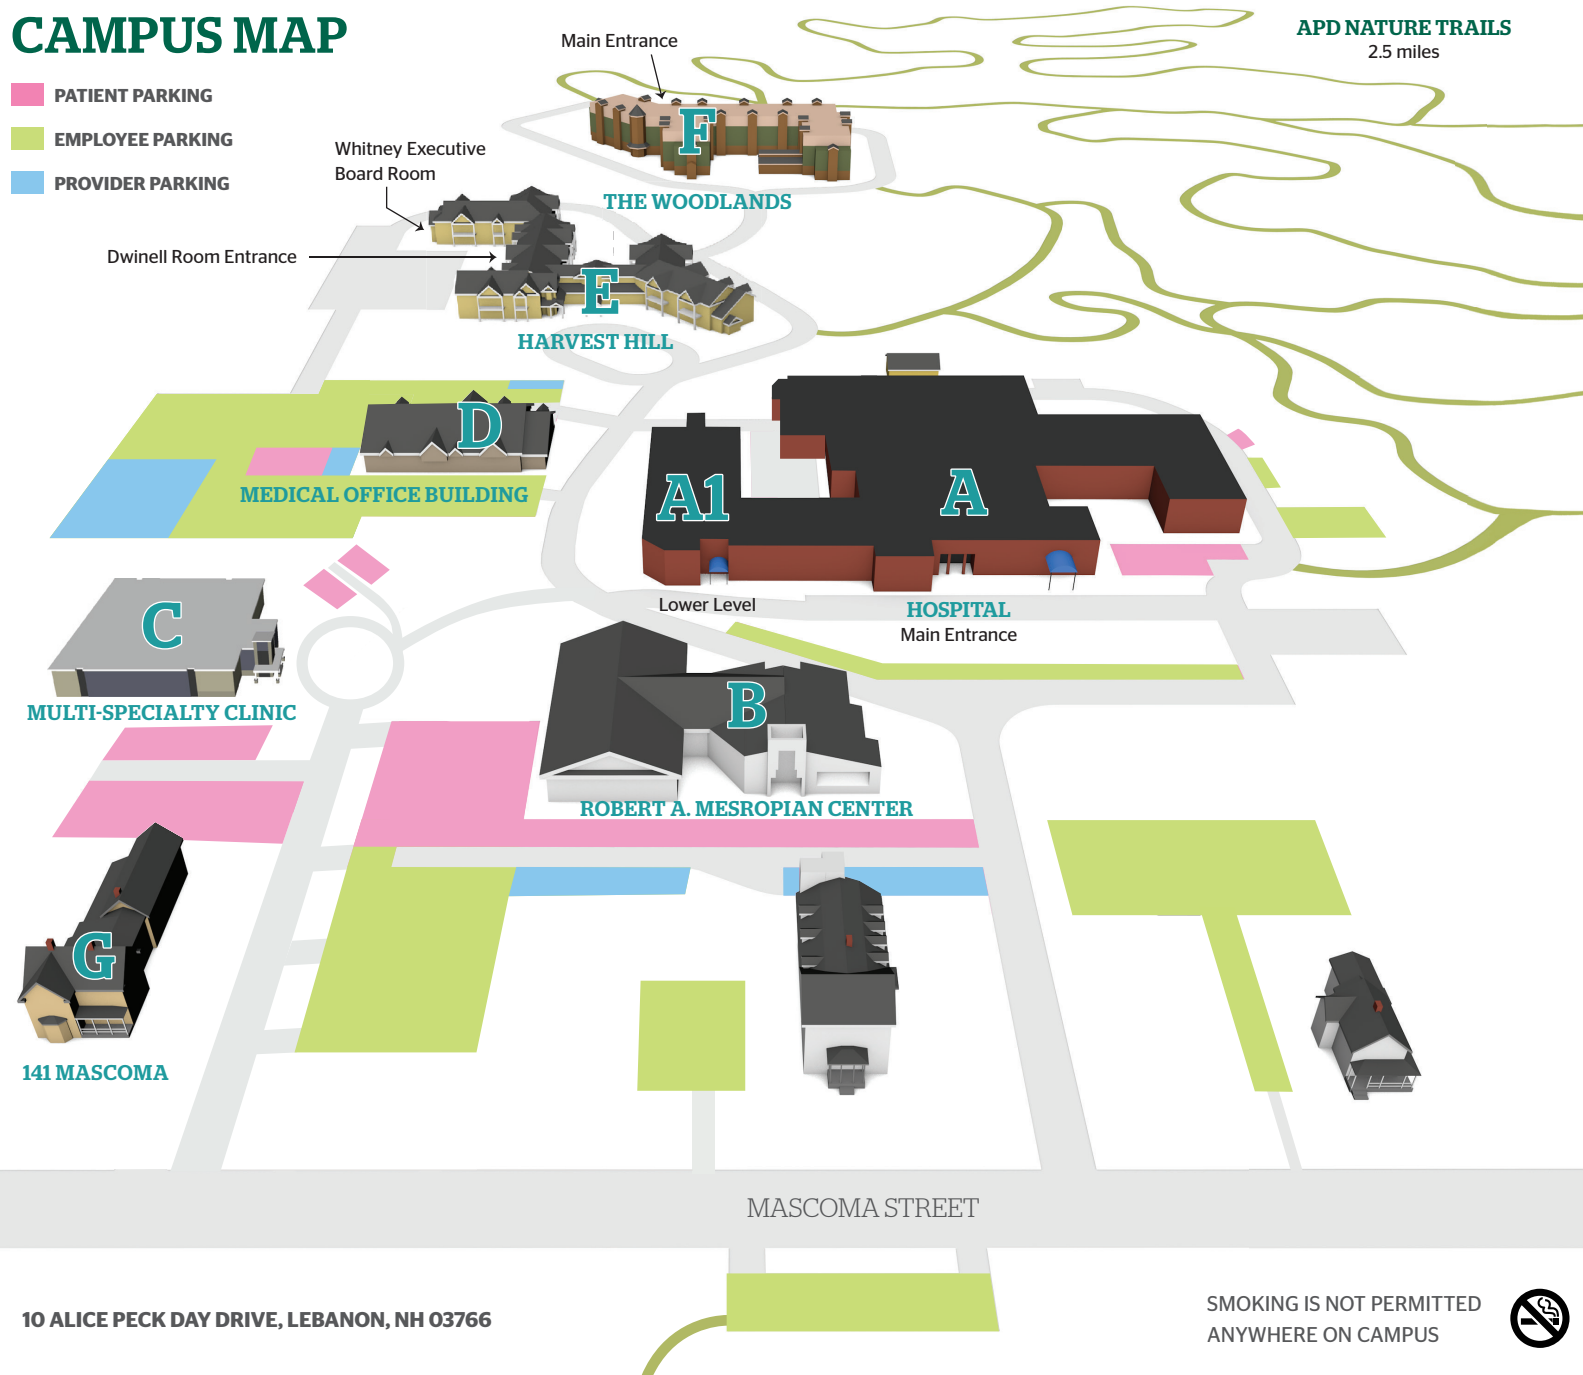 CAMPUS MAP
PATIENT PARKING
EMPLOYEE PARKING
PROVIDER PARKING
Main Entrance
APD NATURE TRAILS
2.5 miles
F
THE WOODLANDS
Whitney Executive
Board Room
Dwinell Room Entrance
E
HARVEST HILL
D
MEDICAL OFFICE BUILDING
A1
A
Lower Level
HOSPITAL
Main Entrance
C
MULTI-SPECIALTY CLINIC
B
ROBERT A. MESROPIAN CENTER
G
141 MASCOMA
MASCOMA STREET
10 ALICE PECK DAY DRIVE, LEBANON, NH 03766
SMOKING IS NOT PERMITTED
ANYWHERE ON CAMPUS